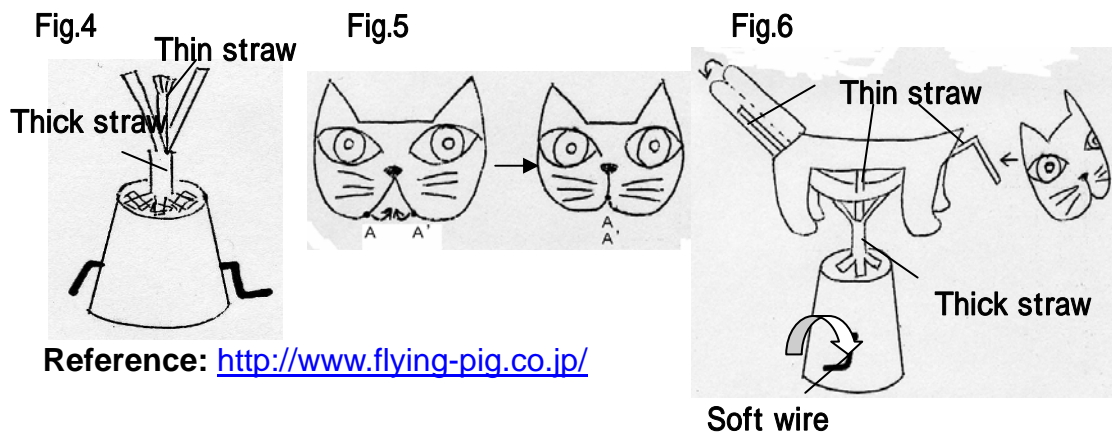 Fig.4
Thin straw
Thick straw
Fig.5
A A'
A
A'
Fig.6
Thin straw
Thick straw
Soft wire
Reference: http://www.flying-pig.co.jp/